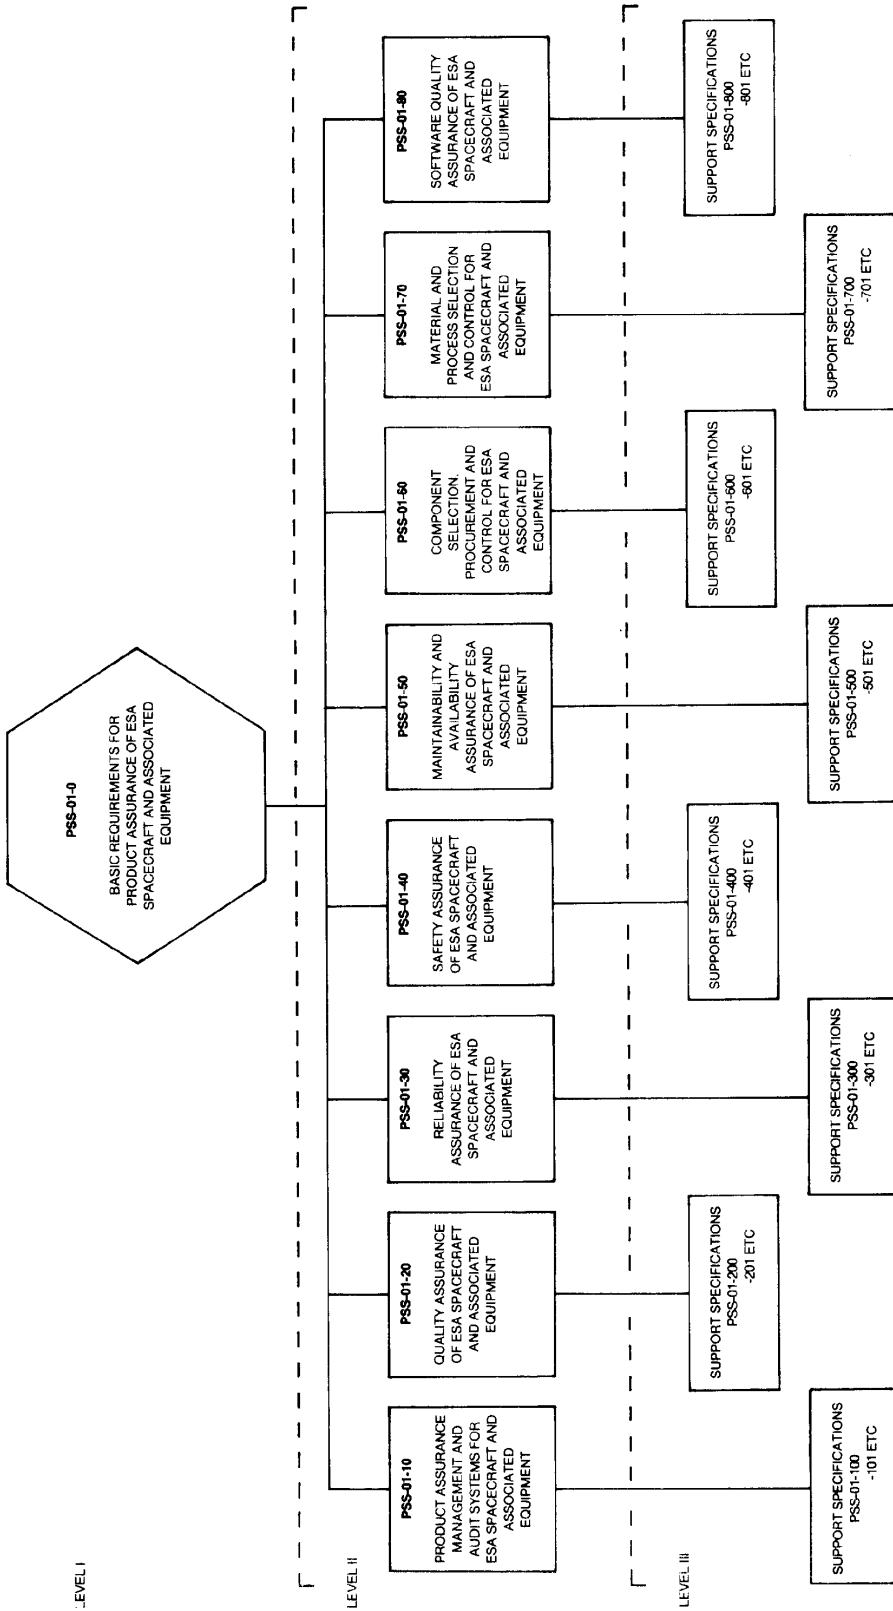 LEVEL I
PSS-01-0
BASIC REQUIREMENTS FOR
PRODUCT ASSURANCE OF ESA
SPACECRAFT AND ASSOCIATED
EQUIPMENT
LEVEL II
PSS-01-10
PRODUCT ASSURANCE
MANAGEMENT AND
AUDIT SYSTEMS FOR
ESA SPACECRAFT AND
ASSOCIATED
EQUIPMENT
PSS-01-20
QUALITY ASSURANCE
OF ESA SPACECRAFT
AND ASSOCIATED
EQUIPMENT
PSS-01-30
RELIABILITY
ASSURANCE OF ESA
SPACECRAFT AND
ASSOCIATED
EQUIPMENT
PSS-01-40
SAFETY ASSURANCE
OF ESA SPACECRAFT
AND ASSOCIATED
EQUIPMENT
PSS-01-50
MAINTAINABILITY AND
AVAILABILITY
ASSURANCE OF ESA
SPACECRAFT AND
ASSOCIATED
EQUIPMENT
PSS-01-60
COMPONENT
SELECTION.
PROCUREMENT AND
CONTROL FOR ESA
SPACECRAFT AND
ASSOCIATED
EQUIPMENT
PSS-01-70
MATERIAL AND
PROCESS SELECTION
AND CONTROL FOR
ESA SPACECRAFT AND
ASSOCIATED
EQUIPMENT
PSS-01-80
SOFTWARE QUALITY
ASSURANCE OF ESA
SPACECRAFT AND
ASSOCIATED
EQUIPMENT
LEVEL III
SUPPORT SPECIFICATIONS
PSS-01-100
-101 ETC
SUPPORT SPECIFICATIONS
PSS-01-200
-201 ETC
SUPPORT SPECIFICATIONS
PSS-01-300
-301 ETC
SUPPORT SPECIFICATIONS
PSS-01-400
-401 ETC
SUPPORT SPECIFICATIONS
PSS-01-500
-501 ETC
SUPPORT SPECIFICATIONS
PSS-01-600
-601 ETC
SUPPORT SPECIFICATIONS
PSS-01-700
-701 ETC
SUPPORT SPECIFICATIONS
PSS-01-800
-801 ETC